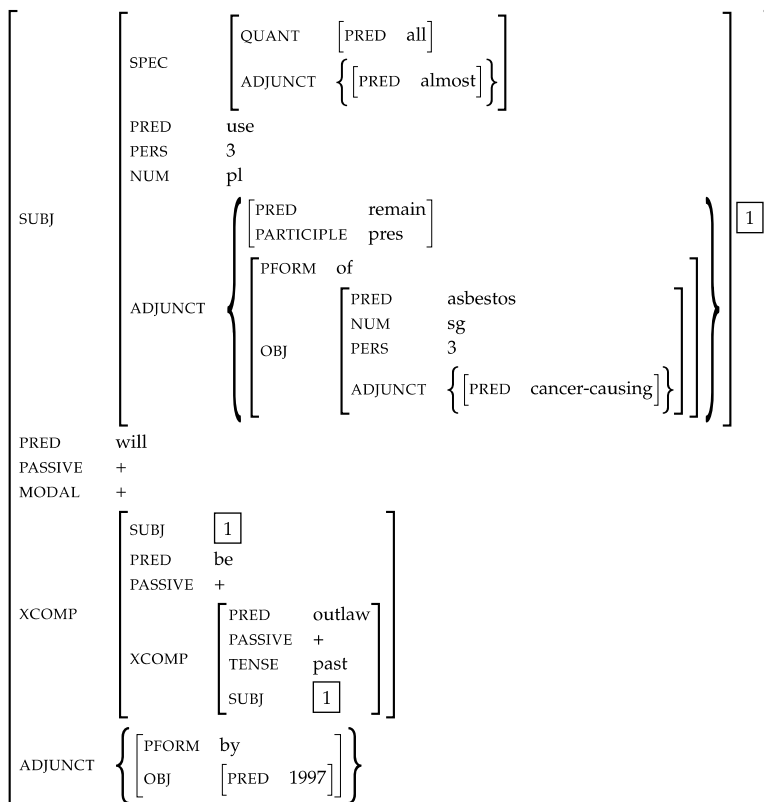 QUANT PRED all
SPEC
ADJUNCT PRED almost
PRED use
PERS 3
NUM pl
PRED remain
SUBJ 1
PARTICIPLE pres
PFORM of
PRED asbestos
ADJUNCT
NUM sg
OBJ PERS 3
ADJUNCT PRED cancer-causing
PRED will
PASSIVE +
MODAL +
SUBJ 1
PRED be
PASSIVE +
XCOMP PRED outlaw
PASSIVE +
XCOMP TENSE past
SUBJ 1
PFORM by
ADJUNCT
OBJ PRED 1997